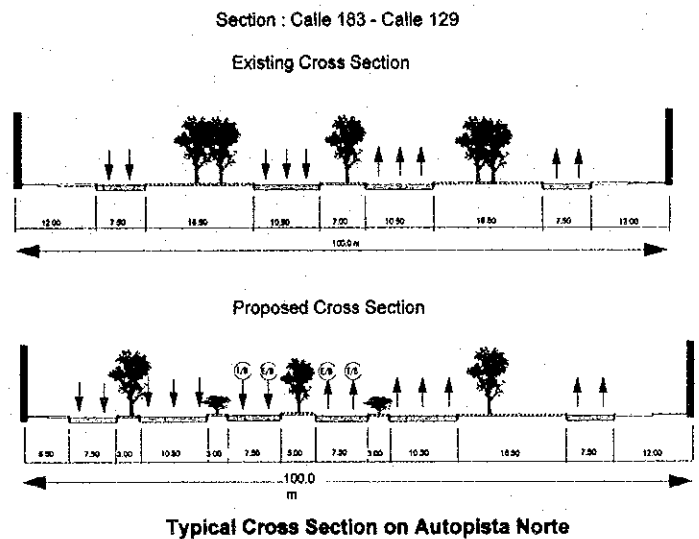 Section : Calle 183 - Calle 129
Existing Cross Section
12.00 7.50 16.50 10.50 7.00 10.50 16.50 7.50 12.00
100.0 m
Proposed Cross Section
T/B E/B E/B T/B
6.50 7.50 3.00 10.50 3.00 7.50 5.00 7.50 3.00 10.50 16.50 7.50 12.00
100.0
m
Typical Cross Section on Autopista Norte